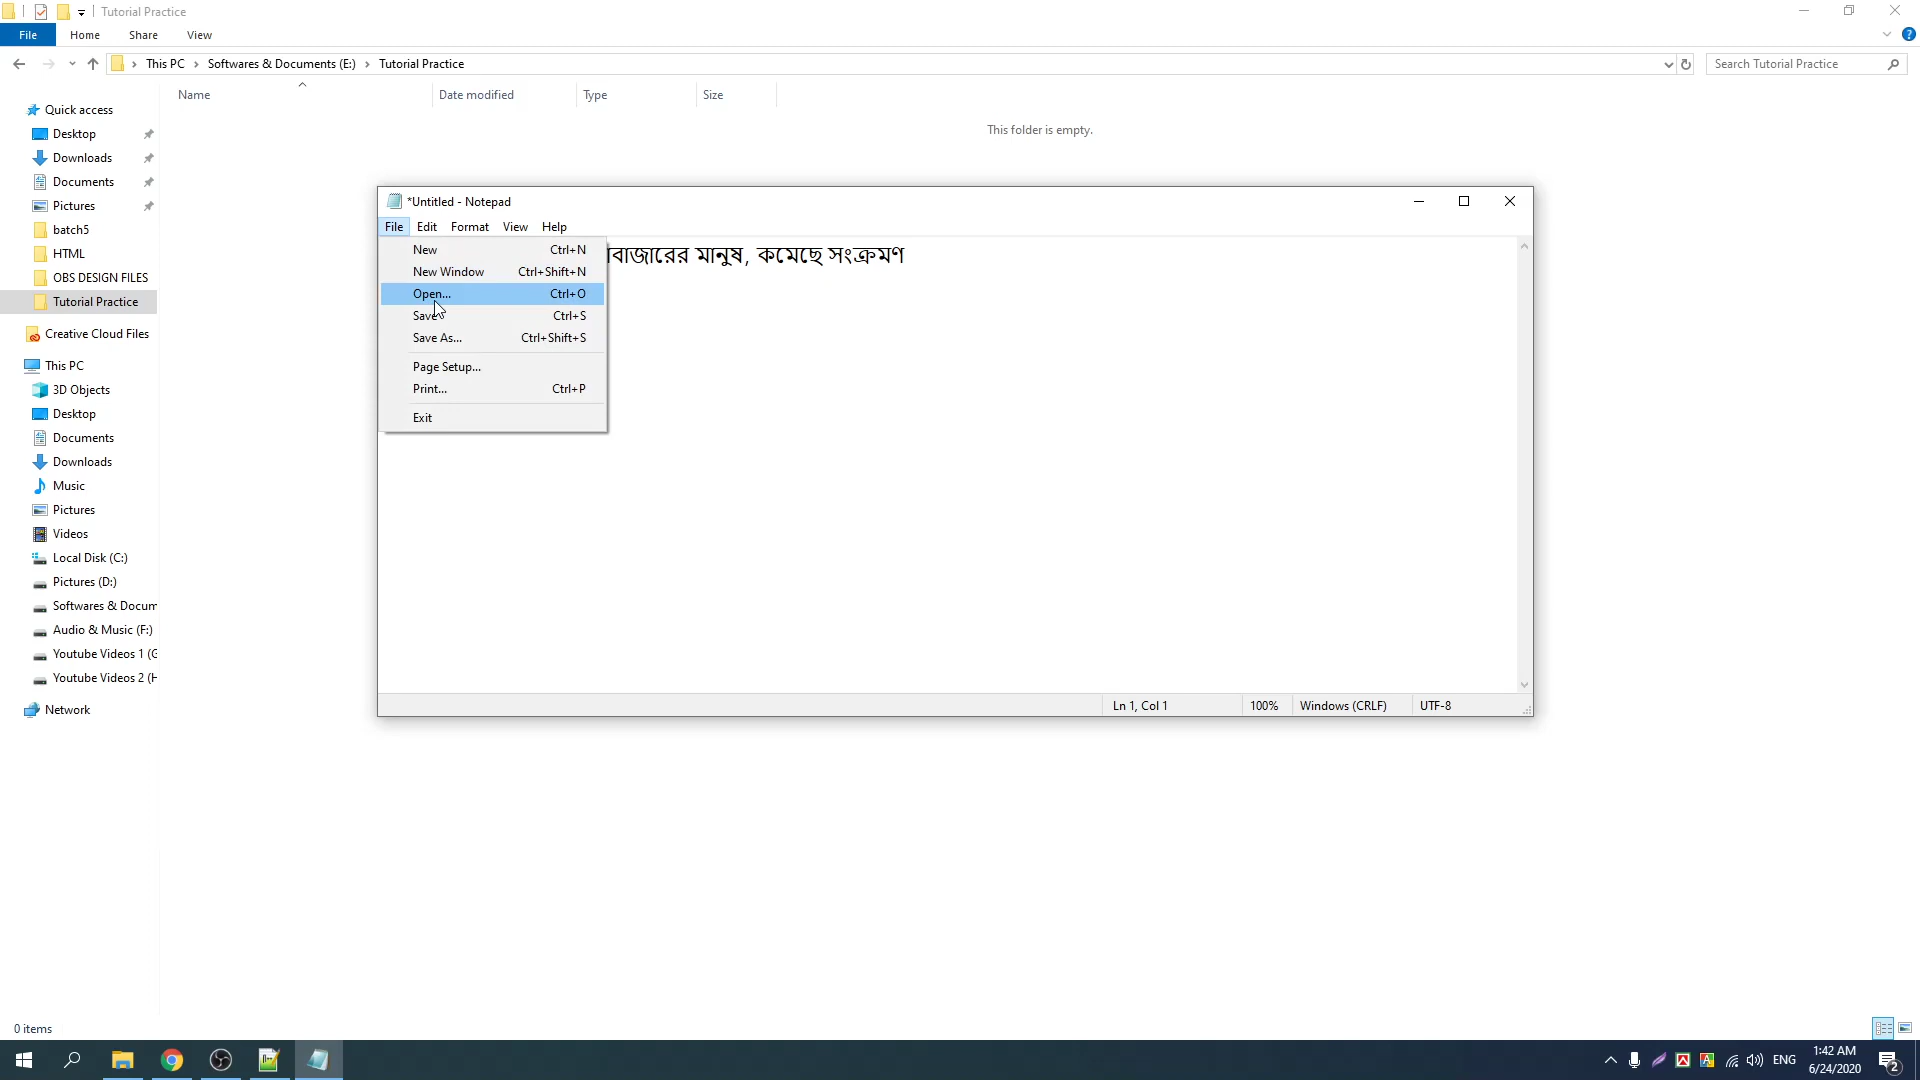 Tutorial Practice
File Home Share View
This PC Softwares & Documents (E:) Tutorial Practice
Search Tutorial Practice
Name Date modified Type Size
This folder is empty.
Quick access
Desktop
Downloads
Documents
Pictures
batch5
HTML
OBS DESIGN FILES
Tutorial Practice
Creative Cloud Files
This PC
3D Objects
Desktop
Documents
Downloads
Music
Pictures
Videos
Local Disk (C:)
Pictures (D:)
Softwares & Docum
Audio & Music (F:)
Youtube Videos 1 (G
Youtube Videos 2 (H
Network
*Untitled - Notepad
File Edit Format View Help
মানুষ, কমেছে সংক্রমণ
New Ctrl+N
New Window Ctrl+Shift+N
Open... Ctrl+O
Save Ctrl+S
Save As... Ctrl+Shift+S
Page Setup...
Print... Ctrl+P
Exit
Ln 1, Col 1 100% Windows (CRLF) UTF-8
0 items
ENG
1:42 AM
6/24/2020
2